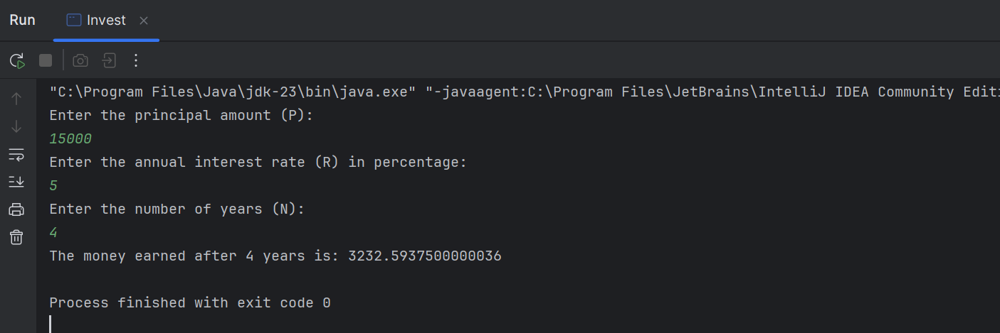 Run Invest
"C:\Program Files\Java\jdk-23\bin\java.exe" "-javaagent:C:\Program Files\JetBrains\IntelliJ IDEA Community Editi
Enter the principal amount (P):
15000
Enter the annual interest rate (R) in percentage:
5
Enter the number of years (N):
4
The money earned after 4 years is: 3232.5937500000036
Process finished with exit code 0